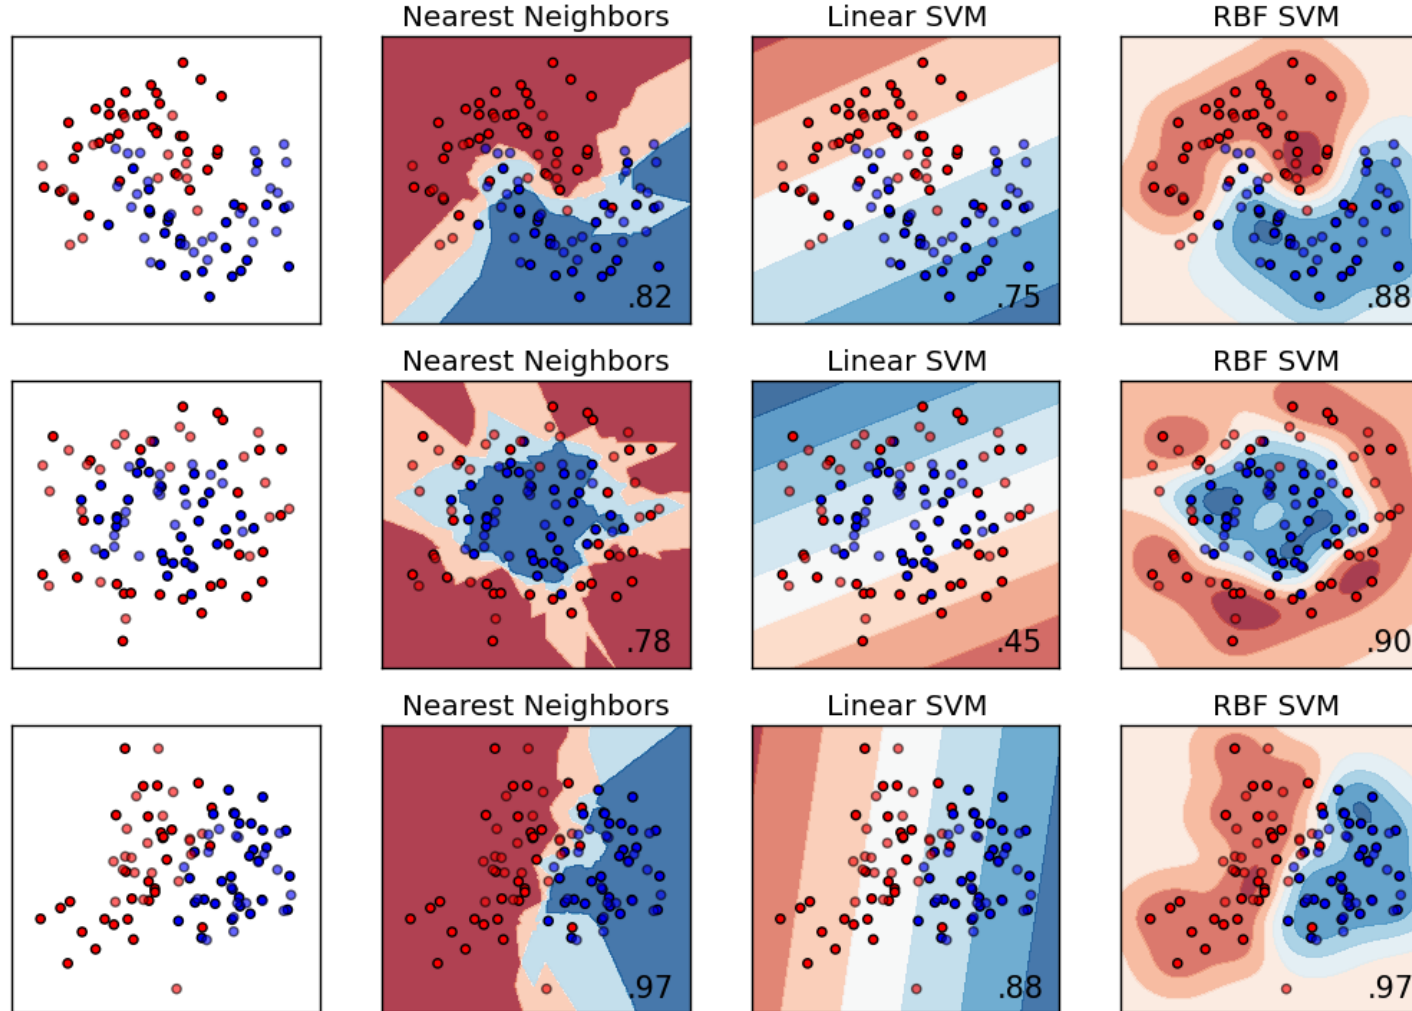 Nearest Neighbors Linear SVM RBF SVM
.82 .75 .88
Nearest Neighbors Linear SVM RBF SVM
.78 .45 .90
Nearest Neighbors Linear SVM RBF SVM
.97 .88 .97